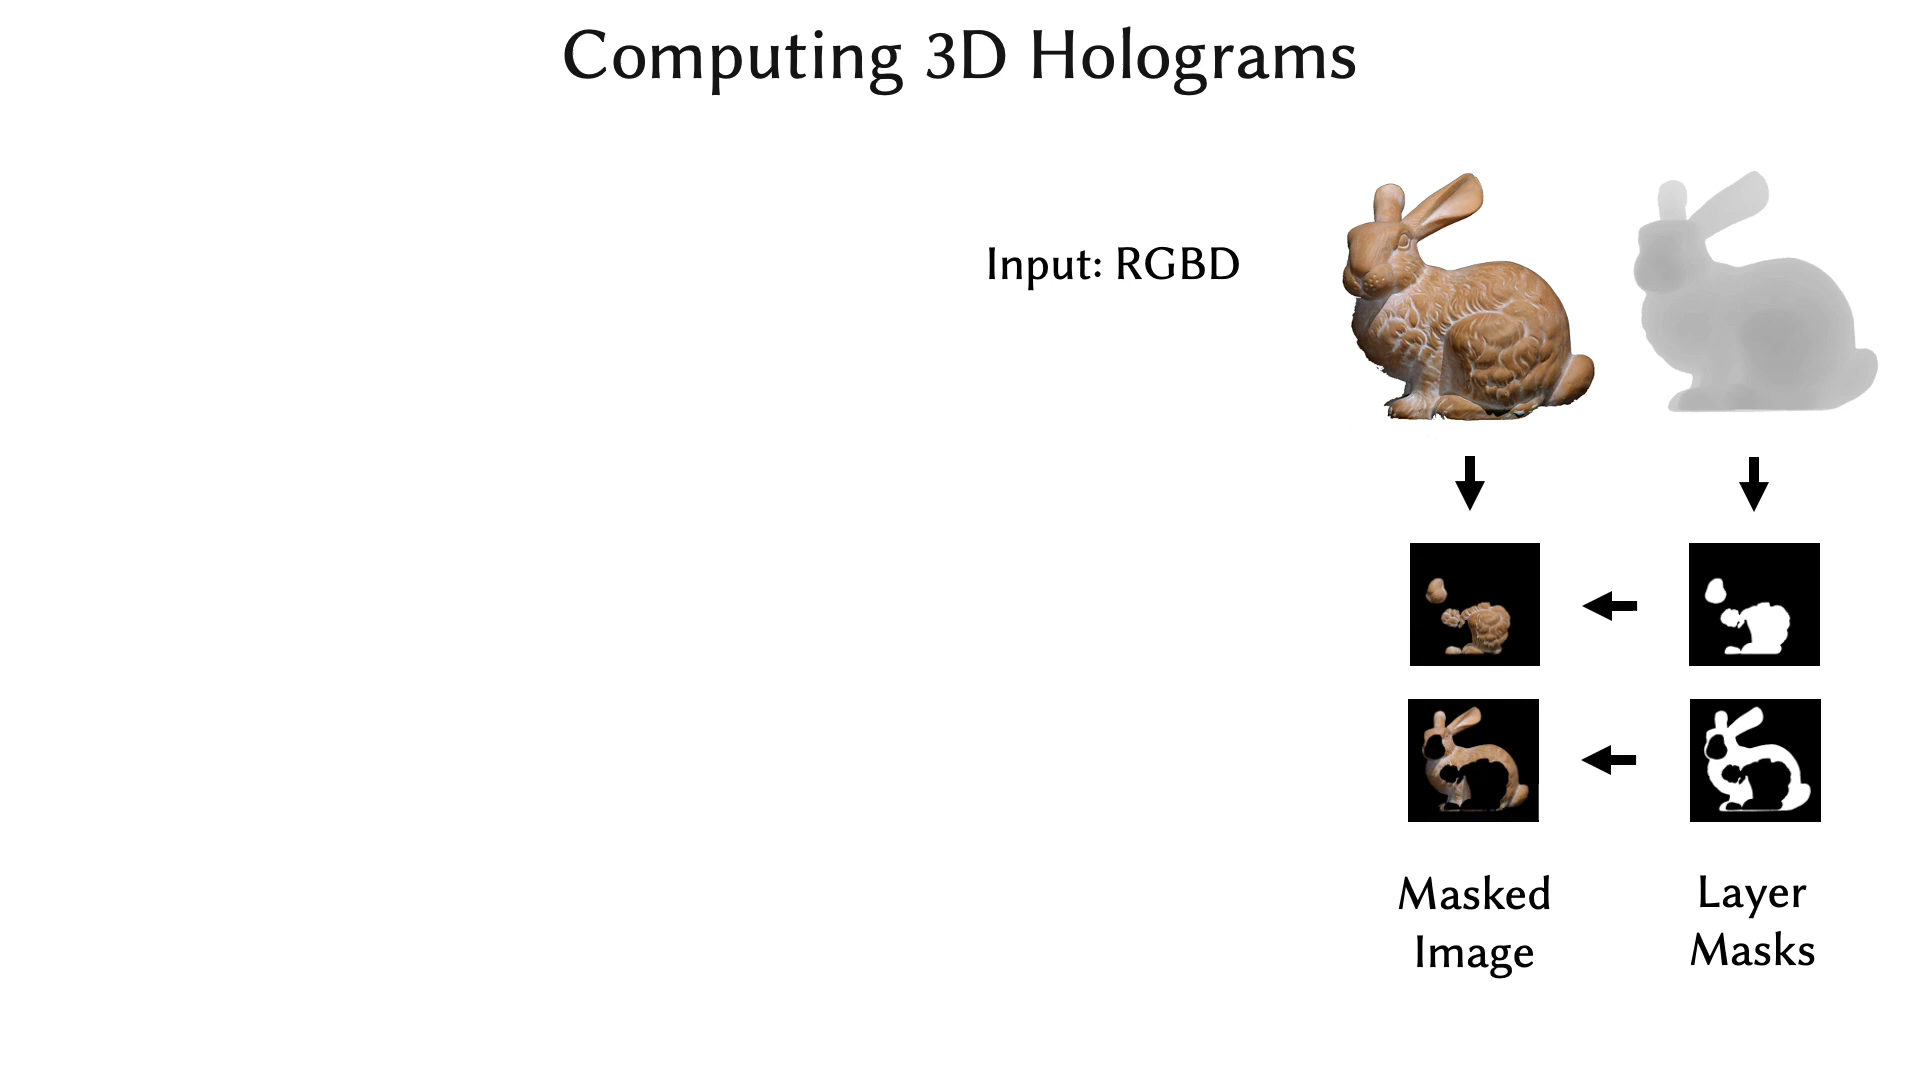 Computing 3D Holograms
Input: RGBD
Masked
Image
Layer
Masks